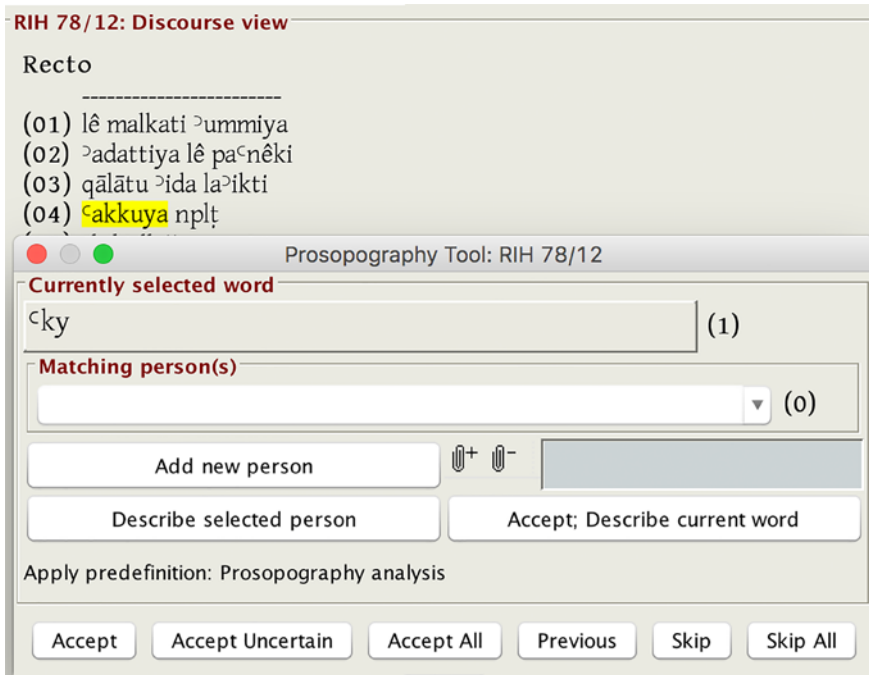 RIH 78/12: Discourse view
Recto
------------------------
(01) lê malkati ʾummiya
(02) ʾadattiya lê paʿnêki
(03) qālātu ʾida laʾikti
(04) ʿakkuya nplṭ
Prosopography Tool: RIH 78/12
Currently selected word
ʿky (1)
Matching person(s)
(0)
Add new person
Describe selected person Accept; Describe current word
Apply predefinition: Prosopography analysis
Accept Accept Uncertain Accept All Previous Skip Skip All